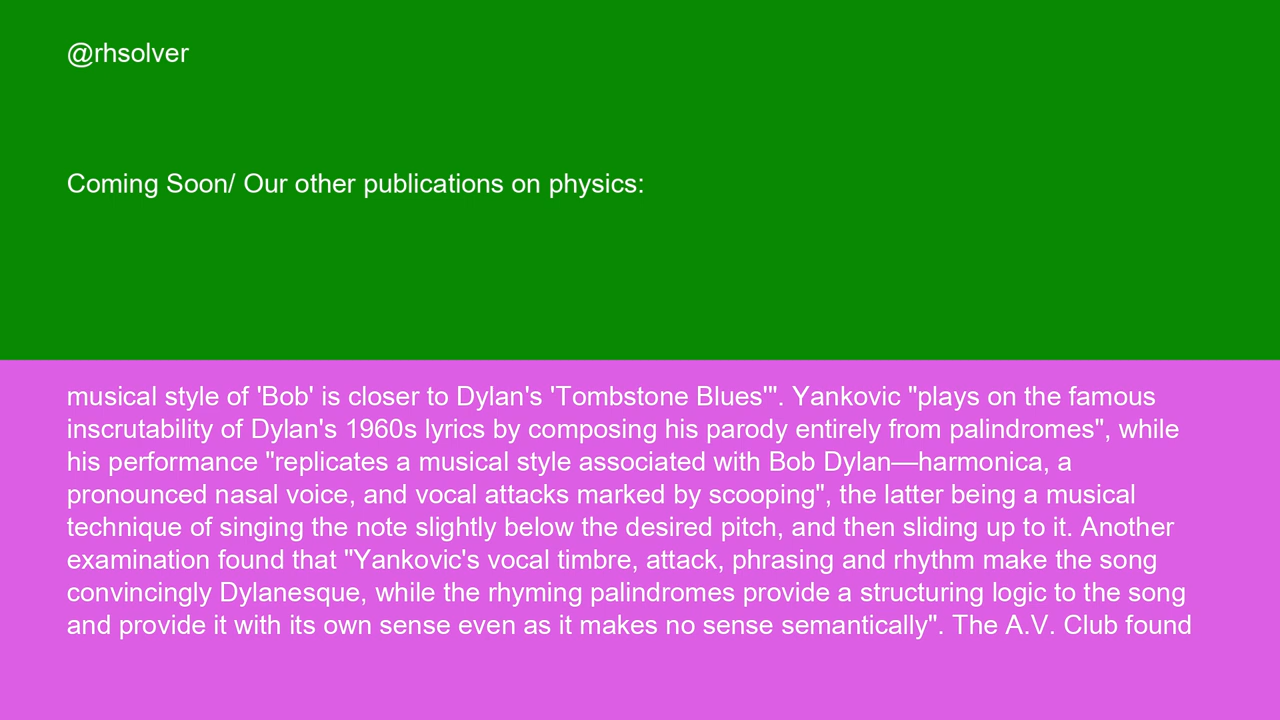 @rhsolver
Coming Soon/ Our other publications on physics:
musical style of 'Bob' is closer to Dylan's 'Tombstone Blues'". Yankovic "plays on the famous
inscrutability of Dylan's 1960s lyrics by composing his parody entirely from palindromes", while
his performance "replicates a musical style associated with Bob Dylan—harmonica, a
pronounced nasal voice, and vocal attacks marked by scooping", the latter being a musical
technique of singing the note slightly below the desired pitch, and then sliding up to it. Another
examination found that "Yankovic's vocal timbre, attack, phrasing and rhythm make the song
convincingly Dylanesque, while the rhyming palindromes provide a structuring logic to the song
and provide it with its own sense even as it makes no sense semantically". The A.V. Club found